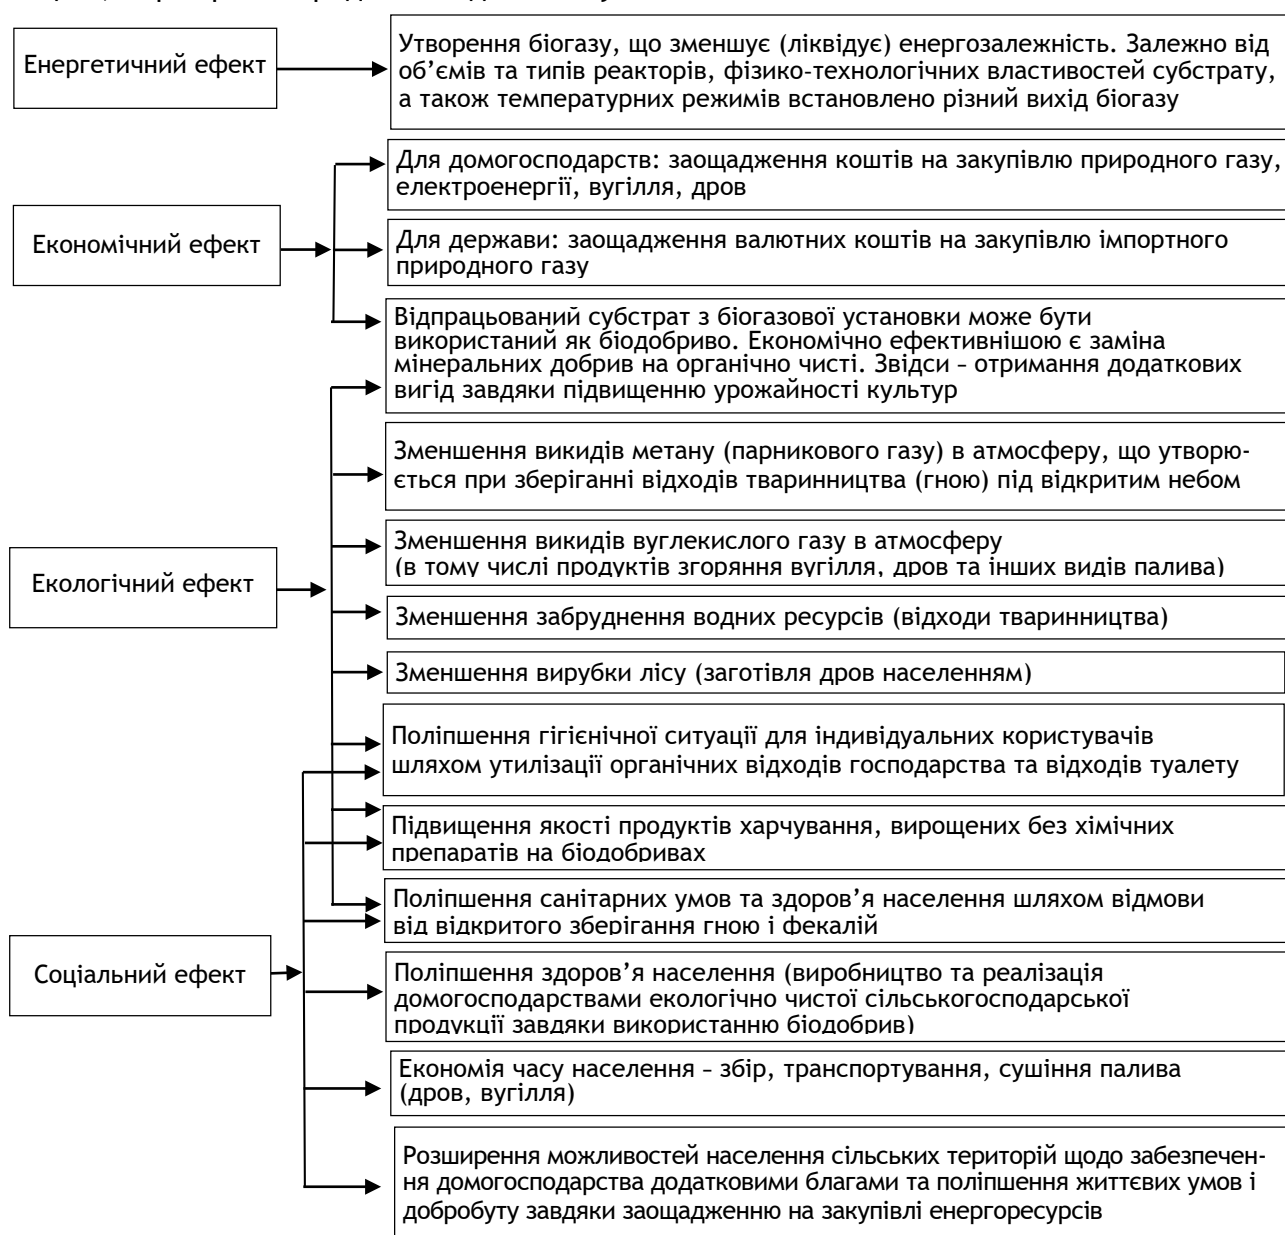 Енергетичний ефект
Утворення біогазу, що зменшує (ліквідує) енергозалежність. Залежно від
об’ємів та типів реакторів, фізико-технологічних властивостей субстрату,
а також температурних режимів встановлено різний вихід біогазу
Економічний ефект
Для домогосподарств: заощадження коштів на закупівлю природного газу,
електроенергії, вугілля, дров
Для держави: заощадження валютних коштів на закупівлю імпортного
природного газу
Відпрацьований субстрат з біогазової установки може бути
використаний як біодобриво. Економічно ефективнішою є заміна
мінеральних добрив на органічно чисті. Звідси – отримання додаткових
вигід завдяки підвищенню урожайності культур
Екологічний ефект
Зменшення викидів метану (парникового газу) в атмосферу, що утворю-
ється при зберіганні відходів тваринництва (гною) під відкритим небом
Зменшення викидів вуглекислого газу в атмосферу
(в тому числі продуктів згоряння вугілля, дров та інших видів палива)
Зменшення забруднення водних ресурсів (відходи тваринництва)
Зменшення вирубки лісу (заготівля дров населенням)
Поліпшення гігієнічної ситуації для індивідуальних користувачів
шляхом утилізації органічних відходів господарства та відходів туалету
Підвищення якості продуктів харчування, вирощених без хімічних
препаратів на біодобривах
Поліпшення санітарних умов та здоров’я населення шляхом відмови
від відкритого зберігання гною і фекалій
Соціальний ефект
Поліпшення здоров’я населення (виробництво та реалізація
домогосподарствами екологічно чистої сільськогосподарської
продукції завдяки використанню біодобрив)
Економія часу населення – збір, транспортування, сушіння палива
(дров, вугілля)
Розширення можливостей населення сільських територій щодо забезпечен-
ня домогосподарства додатковими благами та поліпшення життєвих умов і
добробуту завдяки заощадженню на закупівлі енергоресурсів